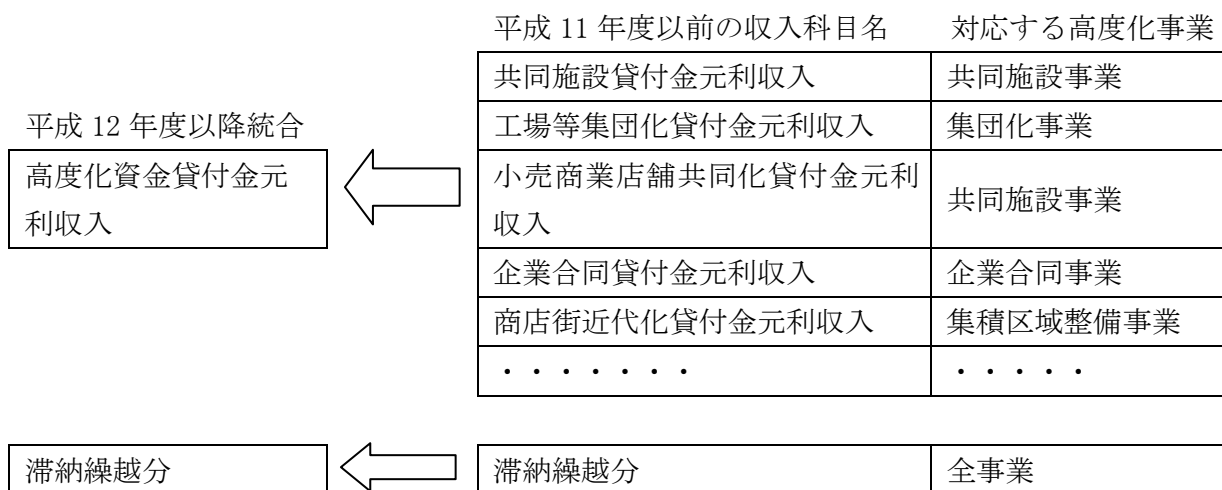 平成 11 年度以前の収入科目名 対応する高度化事業
共同施設貸付金元利収入 共同施設事業
平成 12 年度以降統合 工場等集団化貸付金元利収入 集団化事業
高度化資金貸付金元
利収入
小売商業店舗共同化貸付金元利
収入
共同施設事業
企業合同貸付金元利収入 企業合同事業
商店街近代化貸付金元利収入 集積区域整備事業
・・・・・・・ ・・・・・
滞納繰越分 滞納繰越分 全事業